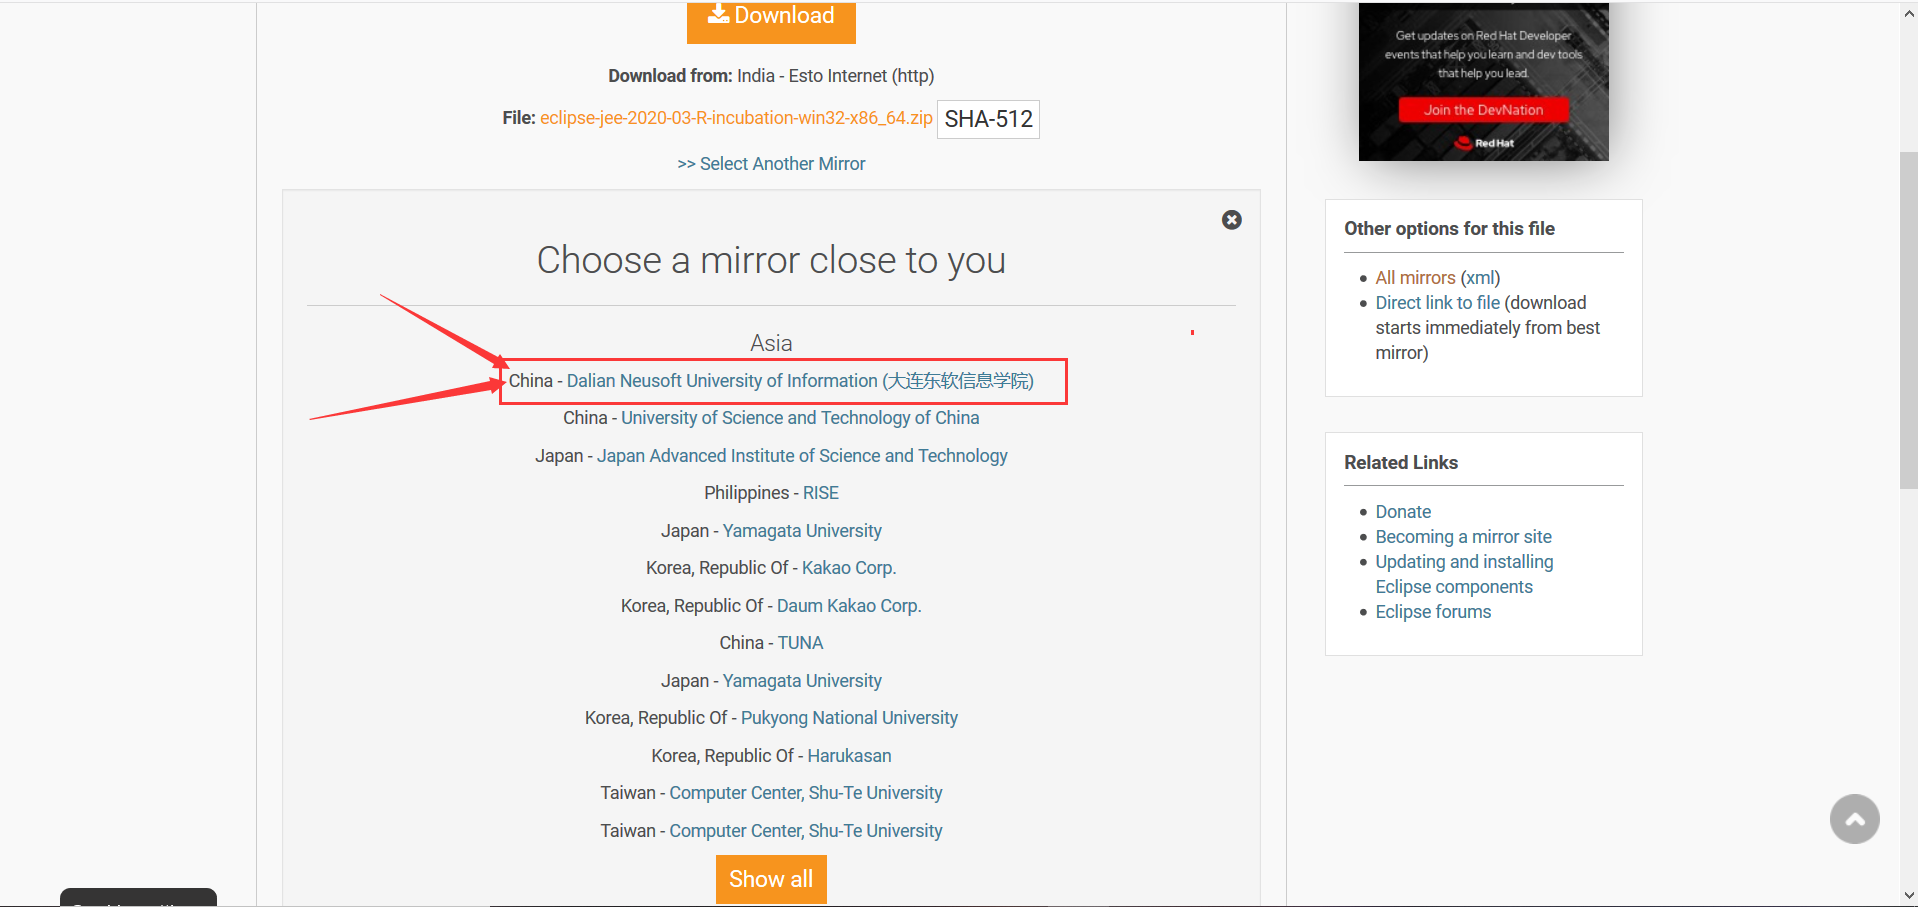 Download
Download from: India - Esto Internet (http)
File: eclipse-jee-2020-03-R-incubation-win32-x86_64.zip SHA-512
>> Select Another Mirror
Choose a mirror close to you
Asia
China - Dalian Neusoft University of Information (大连东软信息学院)
China - University of Science and Technology of China
Japan - Japan Advanced Institute of Science and Technology
Philippines - RISE
Japan - Yamagata University
Korea, Republic Of - Kakao Corp.
Korea, Republic Of - Daum Kakao Corp.
China - TUNA
Japan - Yamagata University
Korea, Republic Of - Pukyong National University
Korea, Republic Of - Harukasan
Taiwan - Computer Center, Shu-Te University
Taiwan - Computer Center, Shu-Te University
Show all
Get updates on Red Hat Developer
events that help you learn and dev tools
that help you lead.
Join the DevNation
Red Hat
Other options for this file
All mirrors (xml)
Direct link to file (download
starts immediately from best
mirror)
Related Links
Donate
Becoming a mirror site
Updating and installing
Eclipse components
Eclipse forums